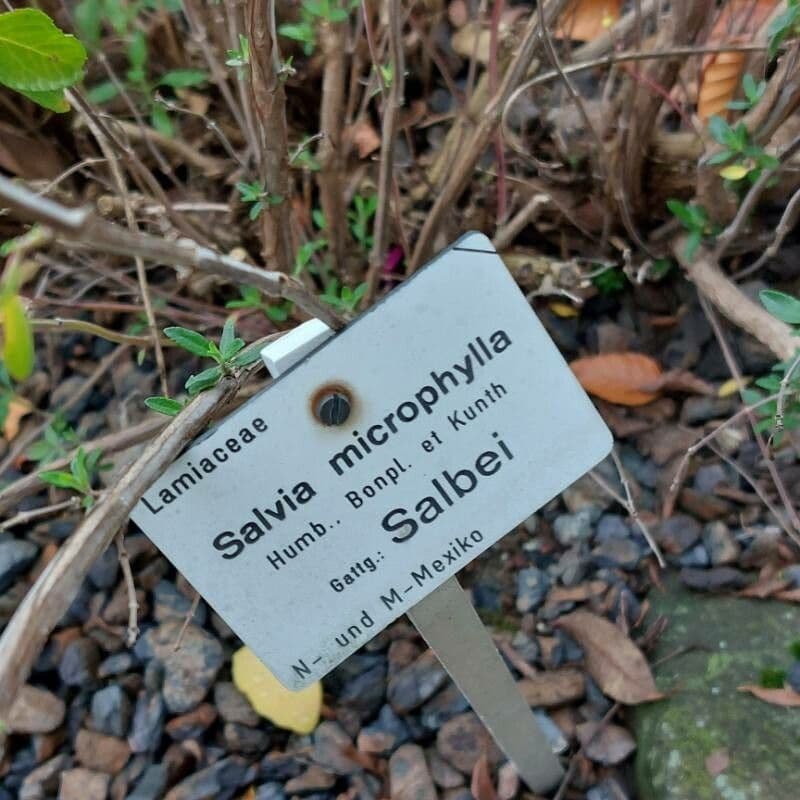 Lamiaceae
Salvia microphylla
Humb.. Bonpl. et Kunth
Gattg.: Salbei
N- und M-Mexiko